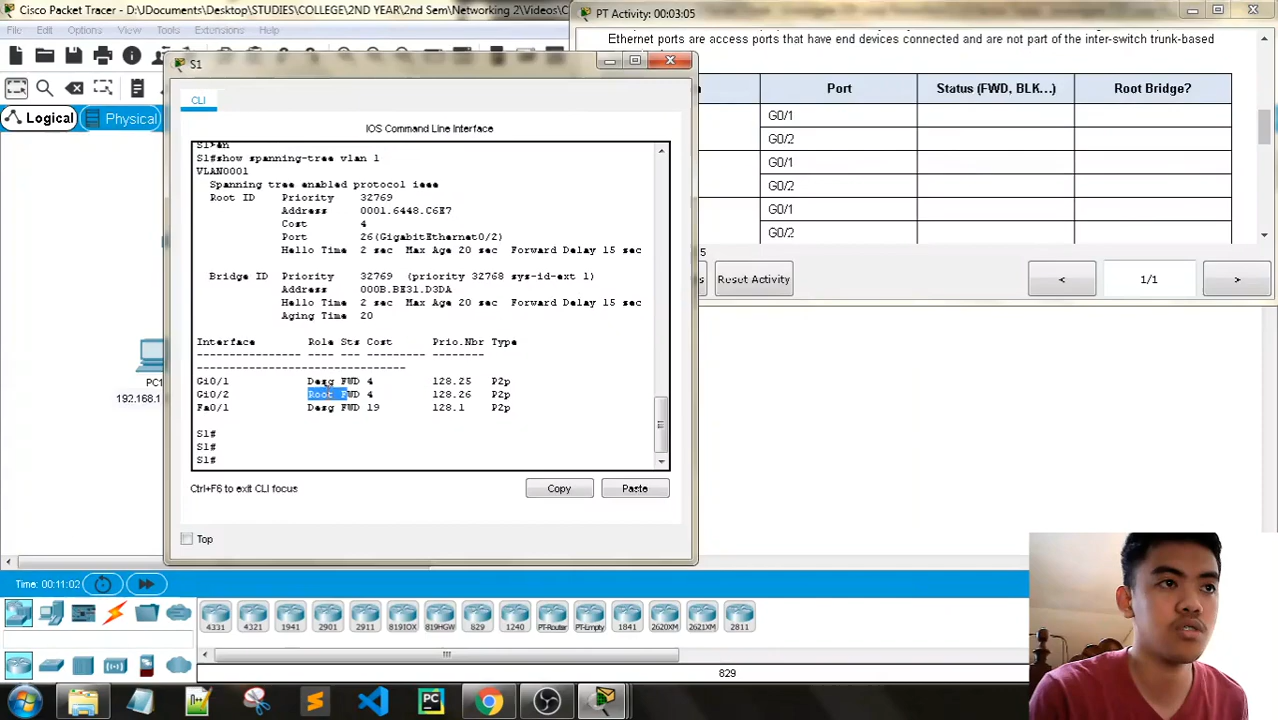 Cisco Packet Tracer - D:\JDocuments\Desktop\STUDIES\COLLEGE\2ND YEAR\2nd Sem\Networking 2\Videos\C
File Edit Options View Tools Extensions Help
Logical
Physical
PC1
192.168.1
PT Activity: 00:03:05
Ethernet ports are access ports that have end devices connected and are not part of the inter-switch trunk-based
Port Status (FWD, BLK...) Root Bridge?
G0/1
G0/2
G0/1
G0/2
G0/1
G0/2
Reset Activity < 1/1 >
S1
CLI
IOS Command Line Interface
S1>en
S1#show spanning-tree vlan 1
VLAN0001
Spanning tree enabled protocol ieee
Root ID Priority 32769
Address 0001.6448.C6E7
Cost 4
Port 26(GigabitEthernet0/2)
Hello Time 2 sec Max Age 20 sec Forward Delay 15 sec
Bridge ID Priority 32769 (priority 32768 sys-id-ext 1)
Address 000B.BE31.D3DA
Hello Time 2 sec Max Age 20 sec Forward Delay 15 sec
Aging Time 20
Interface Role Sts Cost Prio.Nbr Type
---------------- ---- --- --------- -------- --------------------------------
Gi0/1 Desg FWD 4 128.25 P2p
Gi0/2 Root FWD 4 128.26 P2p
Fa0/1 Desg FWD 19 128.1 P2p
S1#
S1#
S1#
Ctrl+F6 to exit CLI focus
Copy Paste
Top
Time: 00:11:02
4331 4321 1941 2901 2911 819IOX 819HGW 829 1240 PT-Router PT-Empty 1841 2620XM 2621XM 2811
829